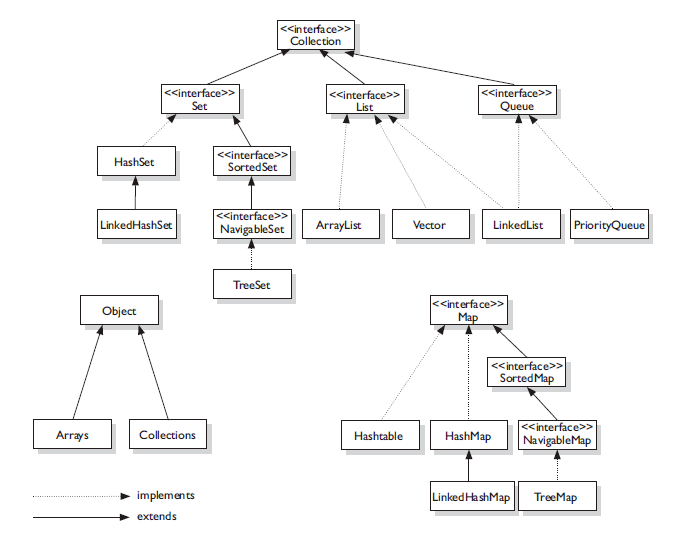 <<interface>>
Collection
<<interface>>
Set
<<interface>>
List
<<interface>>
Queue
HashSet
<<interface>>
SortedSet
LinkedHashSet
<<interface>>
NavigableSet
ArrayList
Vector
LinkedList
PriorityQueue
TreeSet
Object
<<interface>>
Map
<<interface>>
SortedMap
Arrays
Collections
Hashtable
HashMap
<<interface>>
NavigableMap
LinkedHashMap
TreeMap
implements
extends